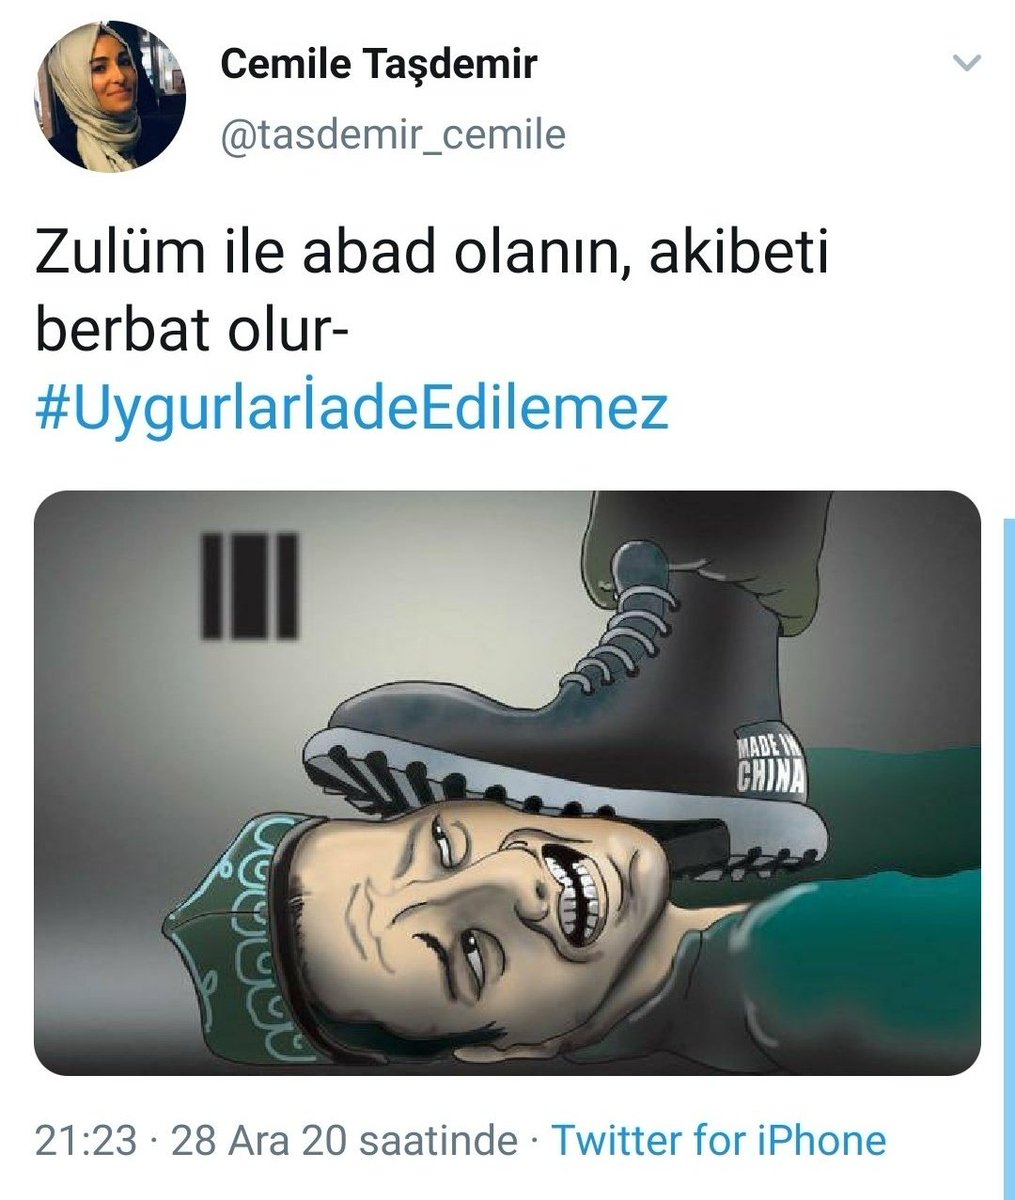 Cemile Taşdemir
@tasdemir_cemile
Zulüm ile abad olanın, akibeti
berbat olur-
#UygurlarİadeEdilemez
MADE IN
CHINA
21:23 · 28 Ara 20 saatinde · Twitter for iPhone